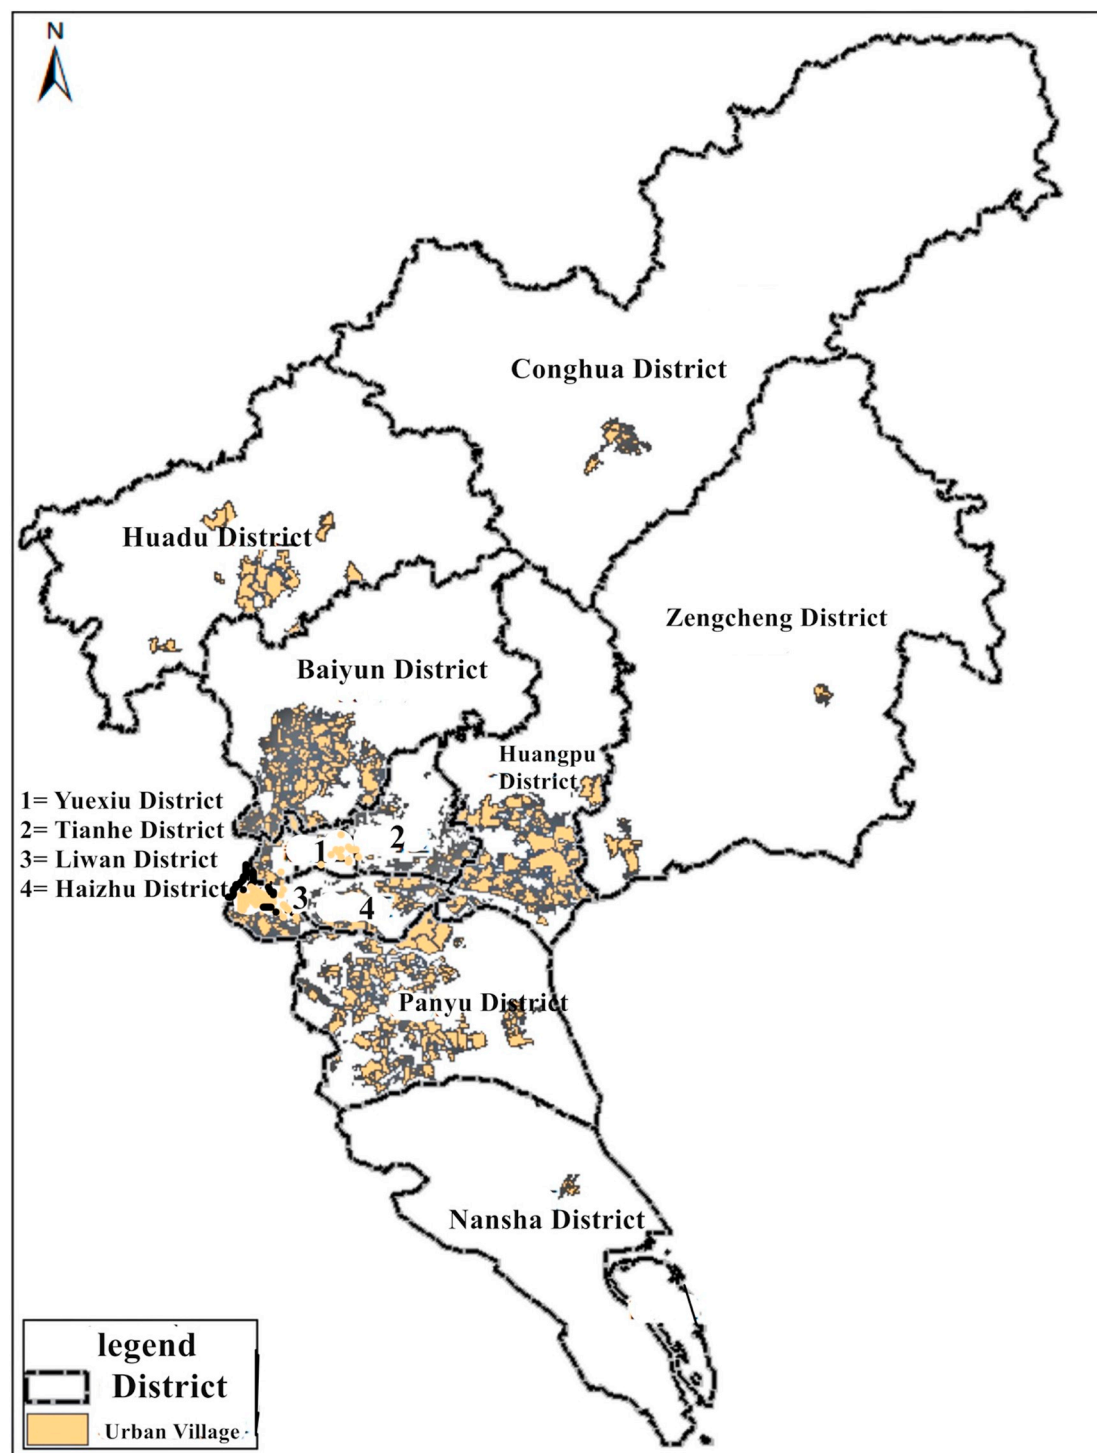 N
Conghua District
Huadu District
Zengcheng District
Baiyun District
Huangpu
District
1= Yuexiu District
2= Tianhe District
3= Liwan District
4= Haizhu District
2
1
3
4
Panyu District
Nansha District
legend
District
Urban Village